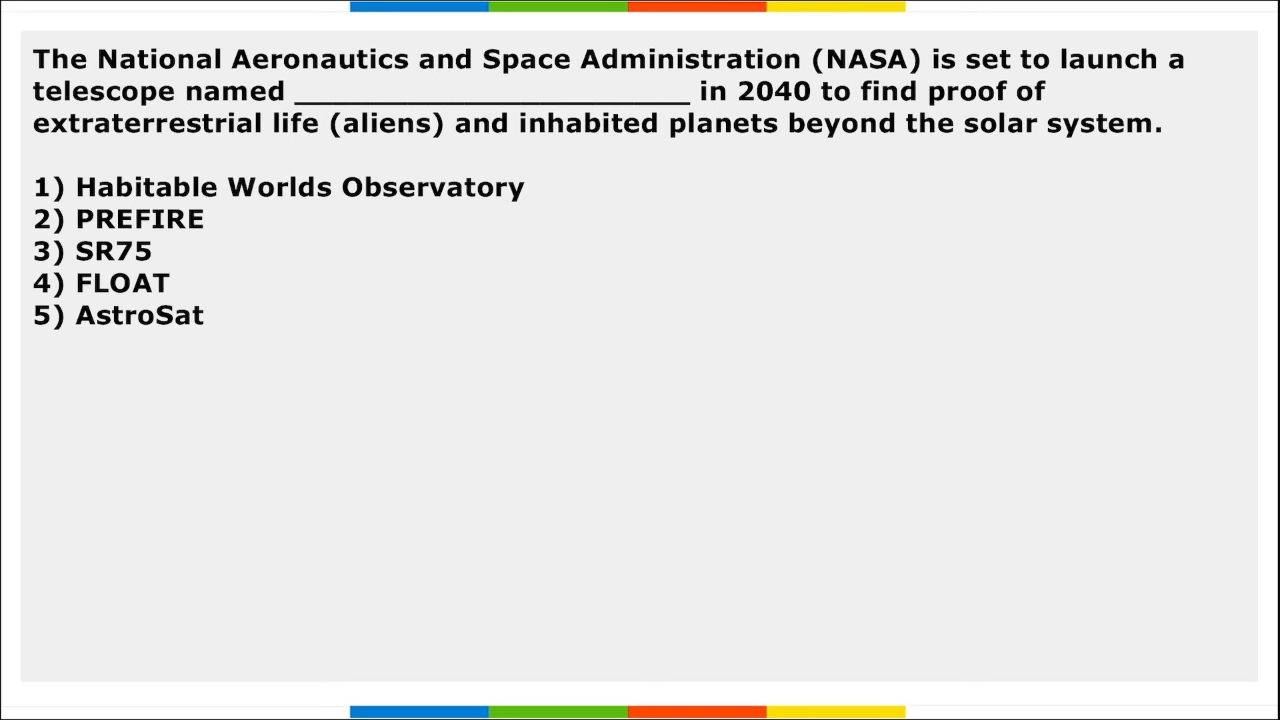 The National Aeronautics and Space Administration (NASA) is set to launch a
telescope named ______________________ in 2040 to find proof of
extraterrestrial life (aliens) and inhabited planets beyond the solar system.
1) Habitable Worlds Observatory
2) PREFIRE
3) SR75
4) FLOAT
5) AstroSat